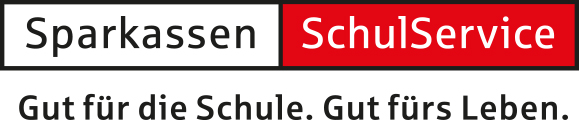 Sparkassen SchulService
Gut für die Schule. Gut fürs Leben.